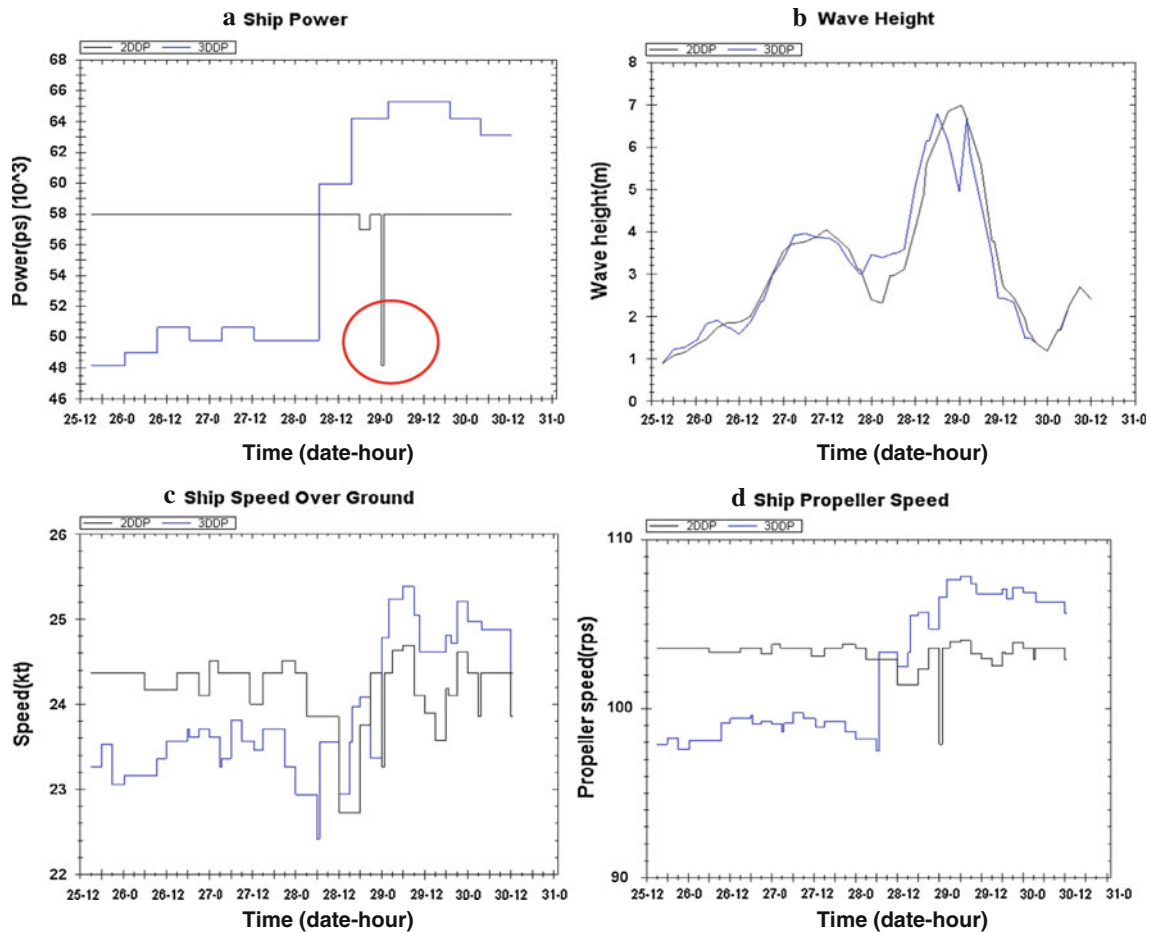 a Ship Power
2DDP 3DDP
68
66
64
62
60
58
56
54
52
50
48
46
Power(ps) (10^3)
25-12 26-0 26-12 27-0 27-12 28-0 28-12 29-0 29-12 30-0 30-12 31-0
Time (date-hour)
b Wave Height
2DDP 3DDP
8
7
6
5
4
3
2
1
0
Wave height(m)
25-12 26-0 26-12 27-0 27-12 28-0 28-12 29-0 29-12 30-0 30-12 31-0
Time (date-hour)
c Ship Speed Over Ground
2DDP 3DDP
26
25
24
23
22
Speed(kt)
25-12 26-0 26-12 27-0 27-12 28-0 28-12 29-0 29-12 30-0 30-12 31-0
Time (date-hour)
d Ship Propeller Speed
2DDP 3DDP
110
100
90
Propeller speed(rps)
25-12 26-0 26-12 27-0 27-12 28-0 28-12 29-0 29-12 30-0 30-12 31-0
Time (date-hour)